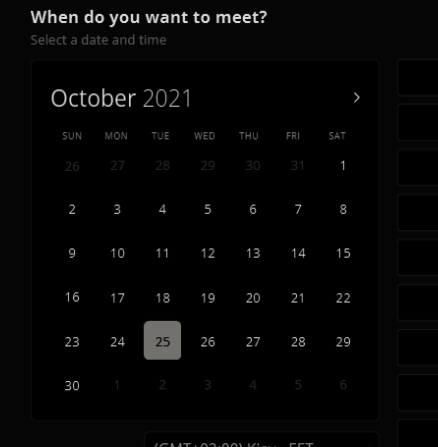 When do you want to meet?
Select a date and time
October 2021
SUN MON TUE WED THU FRI SAT
26 27 28 29 30 31 1
2 3 4 5 6 7 8
9 10 11 12 13 14 15
16 17 18 19 20 21 22
23 24 25 26 27 28 29
30 1 2 3 4 5 6
(GMT+02:00) Kiev EET